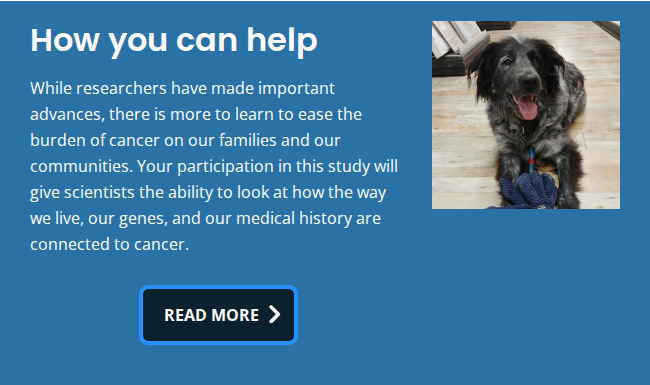 How you can help
While researchers have made important
advances, there is more to learn to ease the
burden of cancer on our families and our
communities. Your participation in this study will
give scientists the ability to look at how the way
we live, our genes, and our medical history are
connected to cancer.
READ MORE